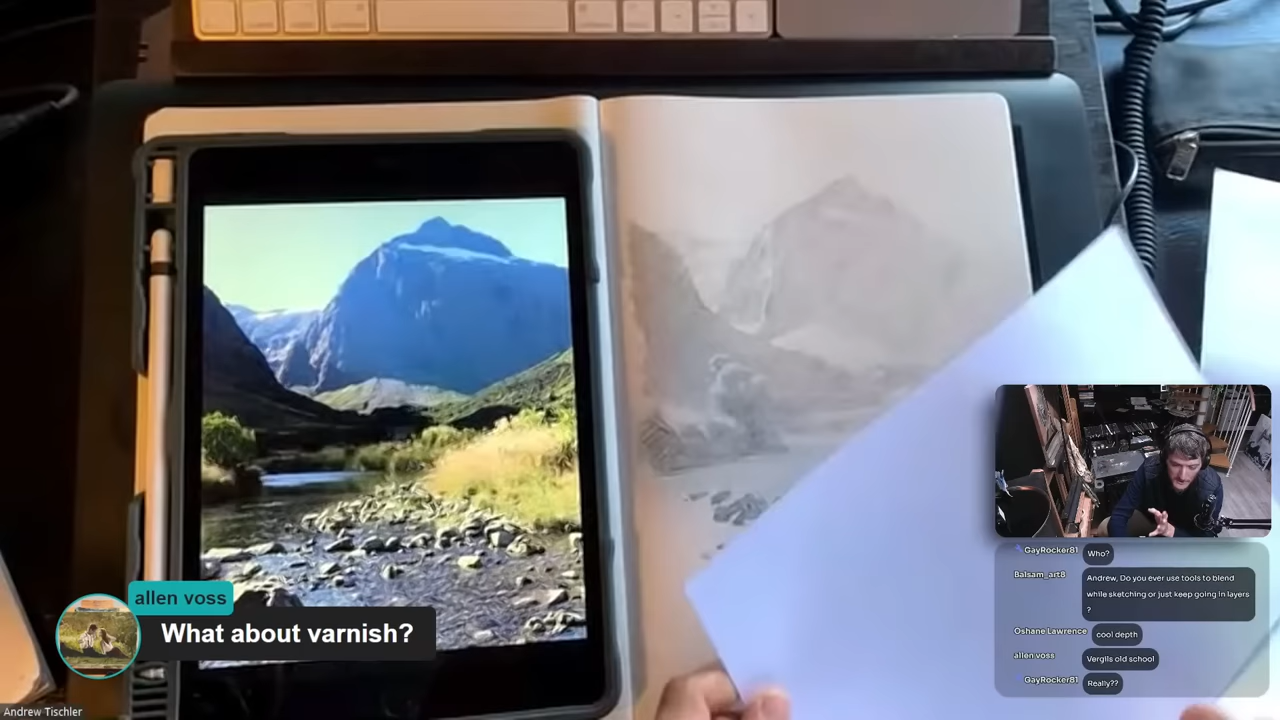 GayRocker81 Who?
Balsam_art8 Andrew, Do you ever use tools to blend
while sketching or just keep going in layers
?
Oshane Lawrence cool depth
allen voss Vergils old school
GayRocker81 Really??
allen voss
What about varnish?
Andrew Tischler